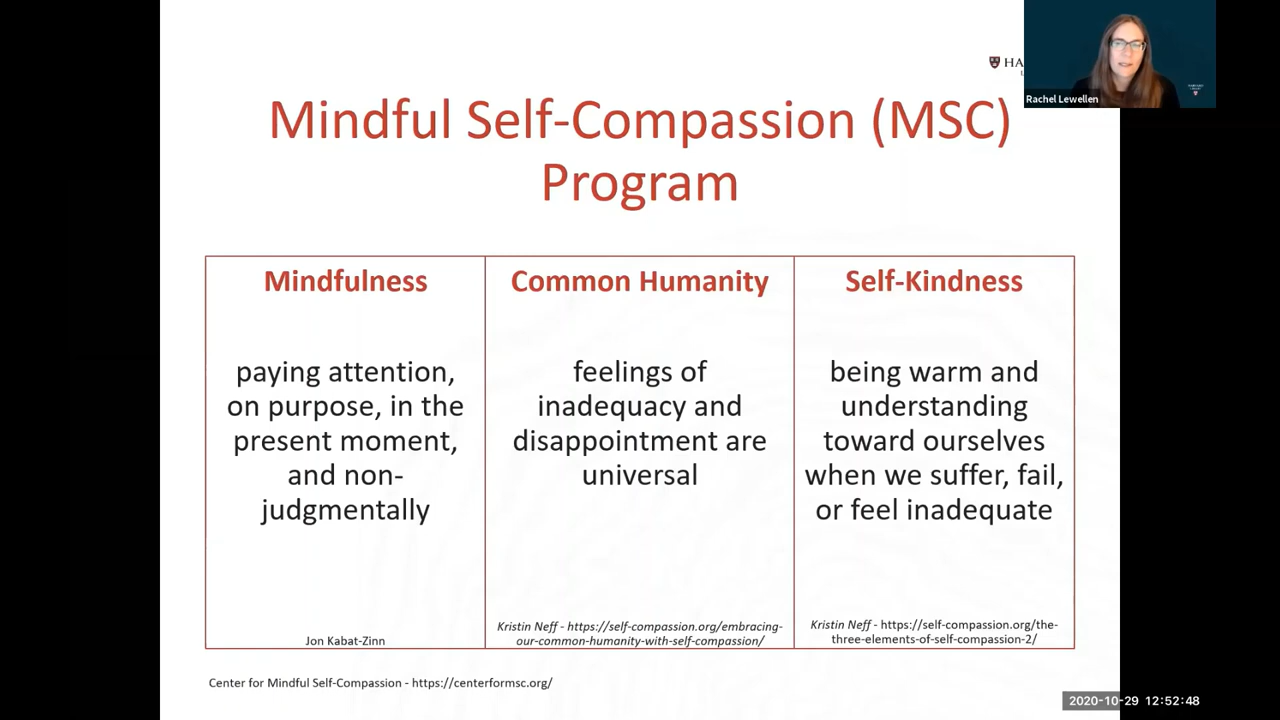 Rachel Lewellen
Mindful Self-Compassion (MSC)
Program
Mindfulness
paying attention,
on purpose, in the
present moment,
and non-
judgmentally
Jon Kabat-Zinn
Common Humanity
feelings of
inadequacy and
disappointment are
universal
Kristin Neff - https://self-compassion.org/embracing-
our-common-humanity-with-self-compassion/
Self-Kindness
being warm and
understanding
toward ourselves
when we suffer, fail,
or feel inadequate
Kristin Neff - https://self-compassion.org/the-
three-elements-of-self-compassion-2/
Center for Mindful Self-Compassion - https://centerformsc.org/
2020-10-29 12:52:48